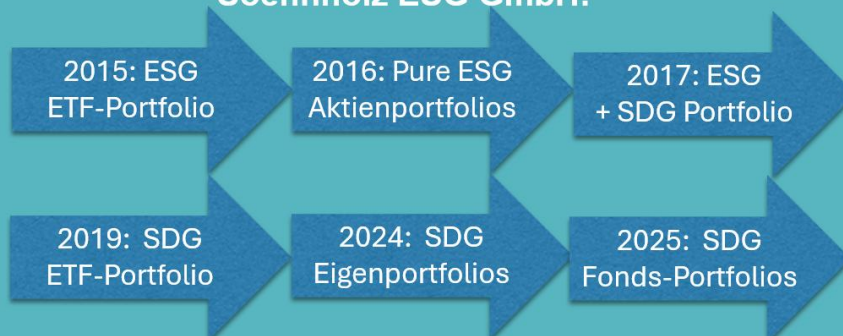 2015: ESG
ETF-Portfolio
2016: Pure ESG
Aktienportfolios
2017: ESG
+ SDG Portfolio
2019: SDG
ETF-Portfolio
2024: SDG
Eigenportfolios
2025: SDG
Fonds-Portfolios